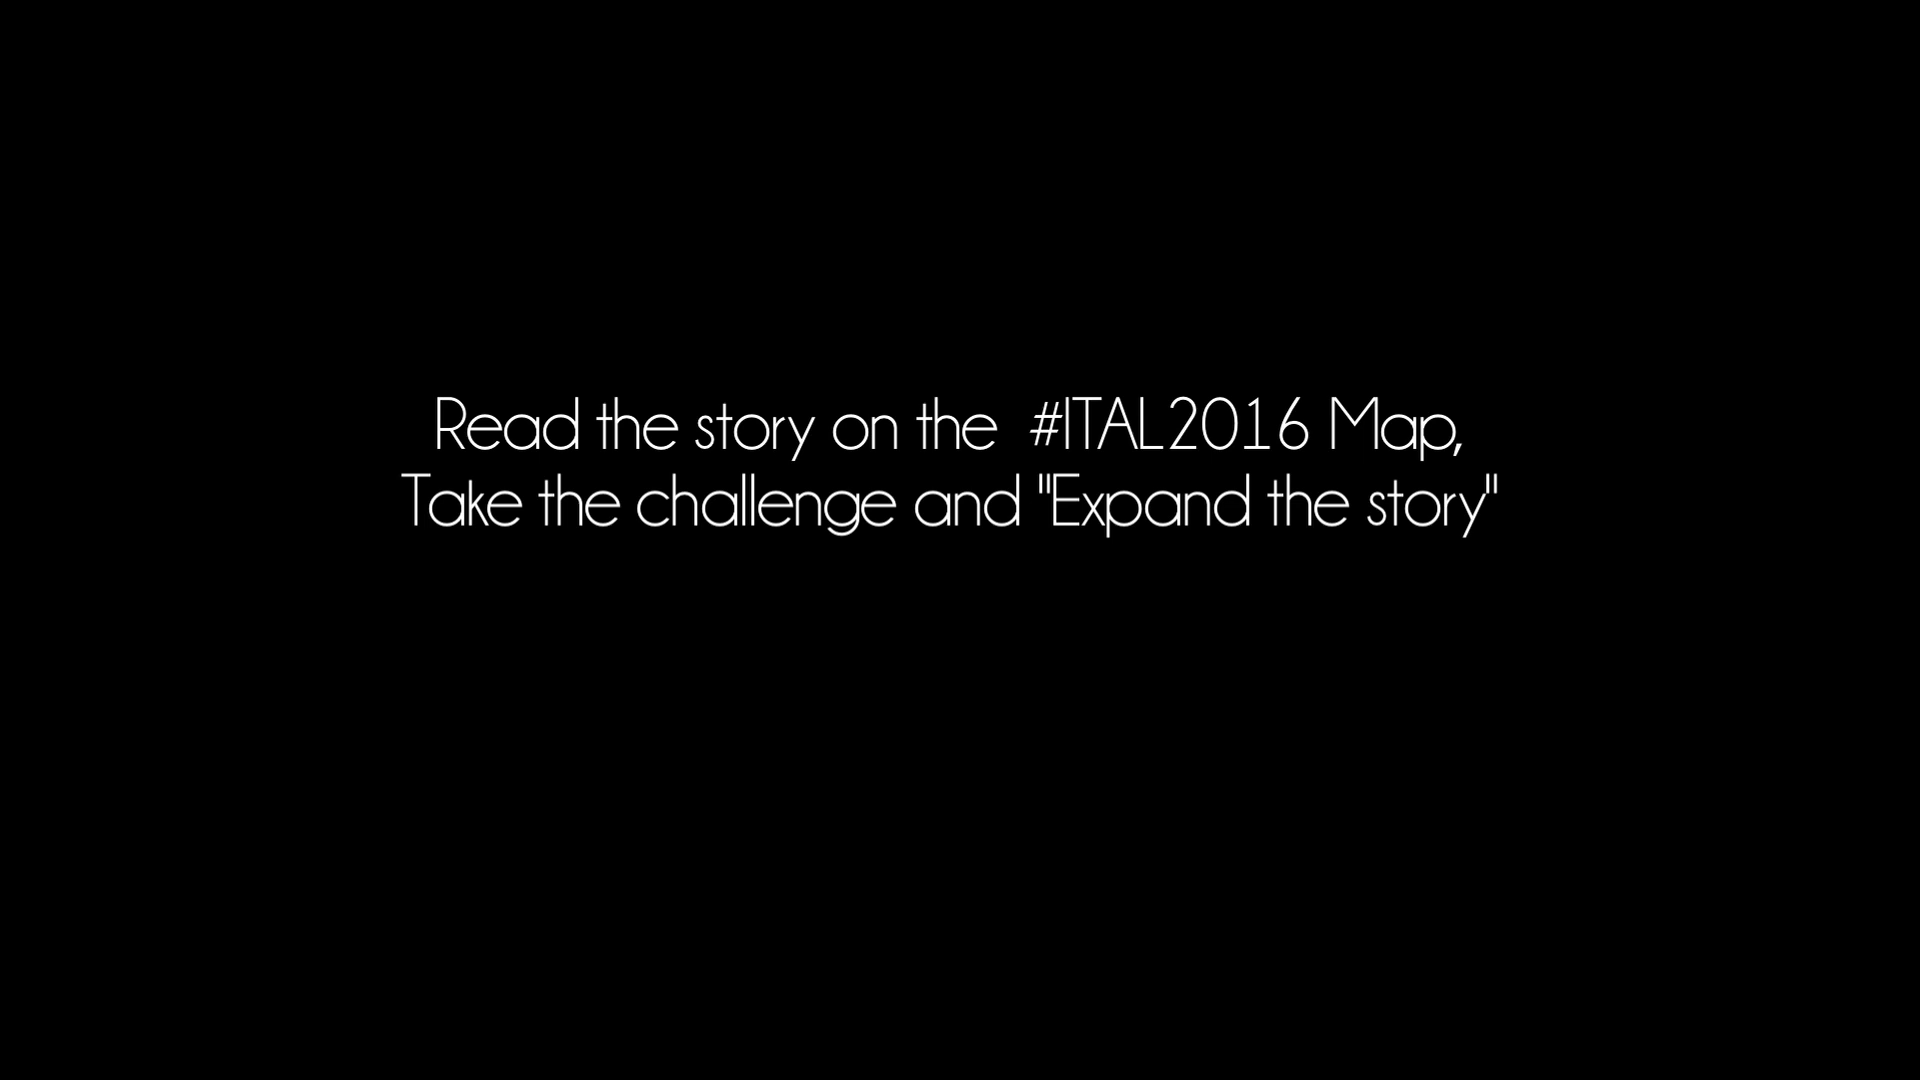 Read the story on the #ITAL2016 Map,
Take the challenge and "Expand the story"